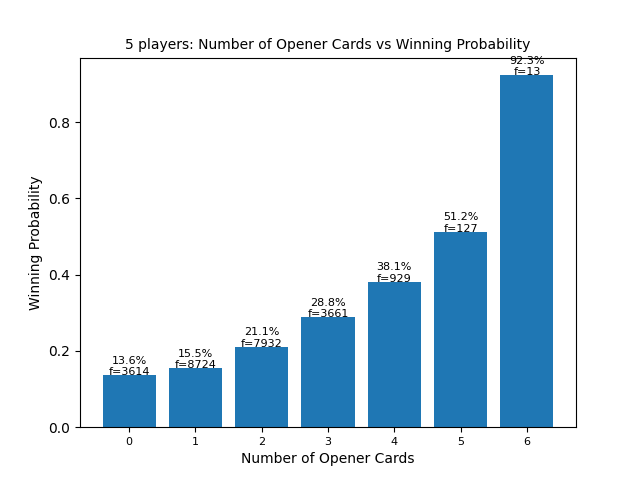 5 players: Number of Opener Cards vs Winning Probability
92.3%
f=13
0.8
0.6
51.2%
f=127
0.4
38.1%
f=929
28.8%
f=3661
21.1%
f=7932
0.2
15.5%
f=8724
13.6%
f=3614
0.0
Winning Probability
0 1 2 3 4 5 6
Number of Opener Cards